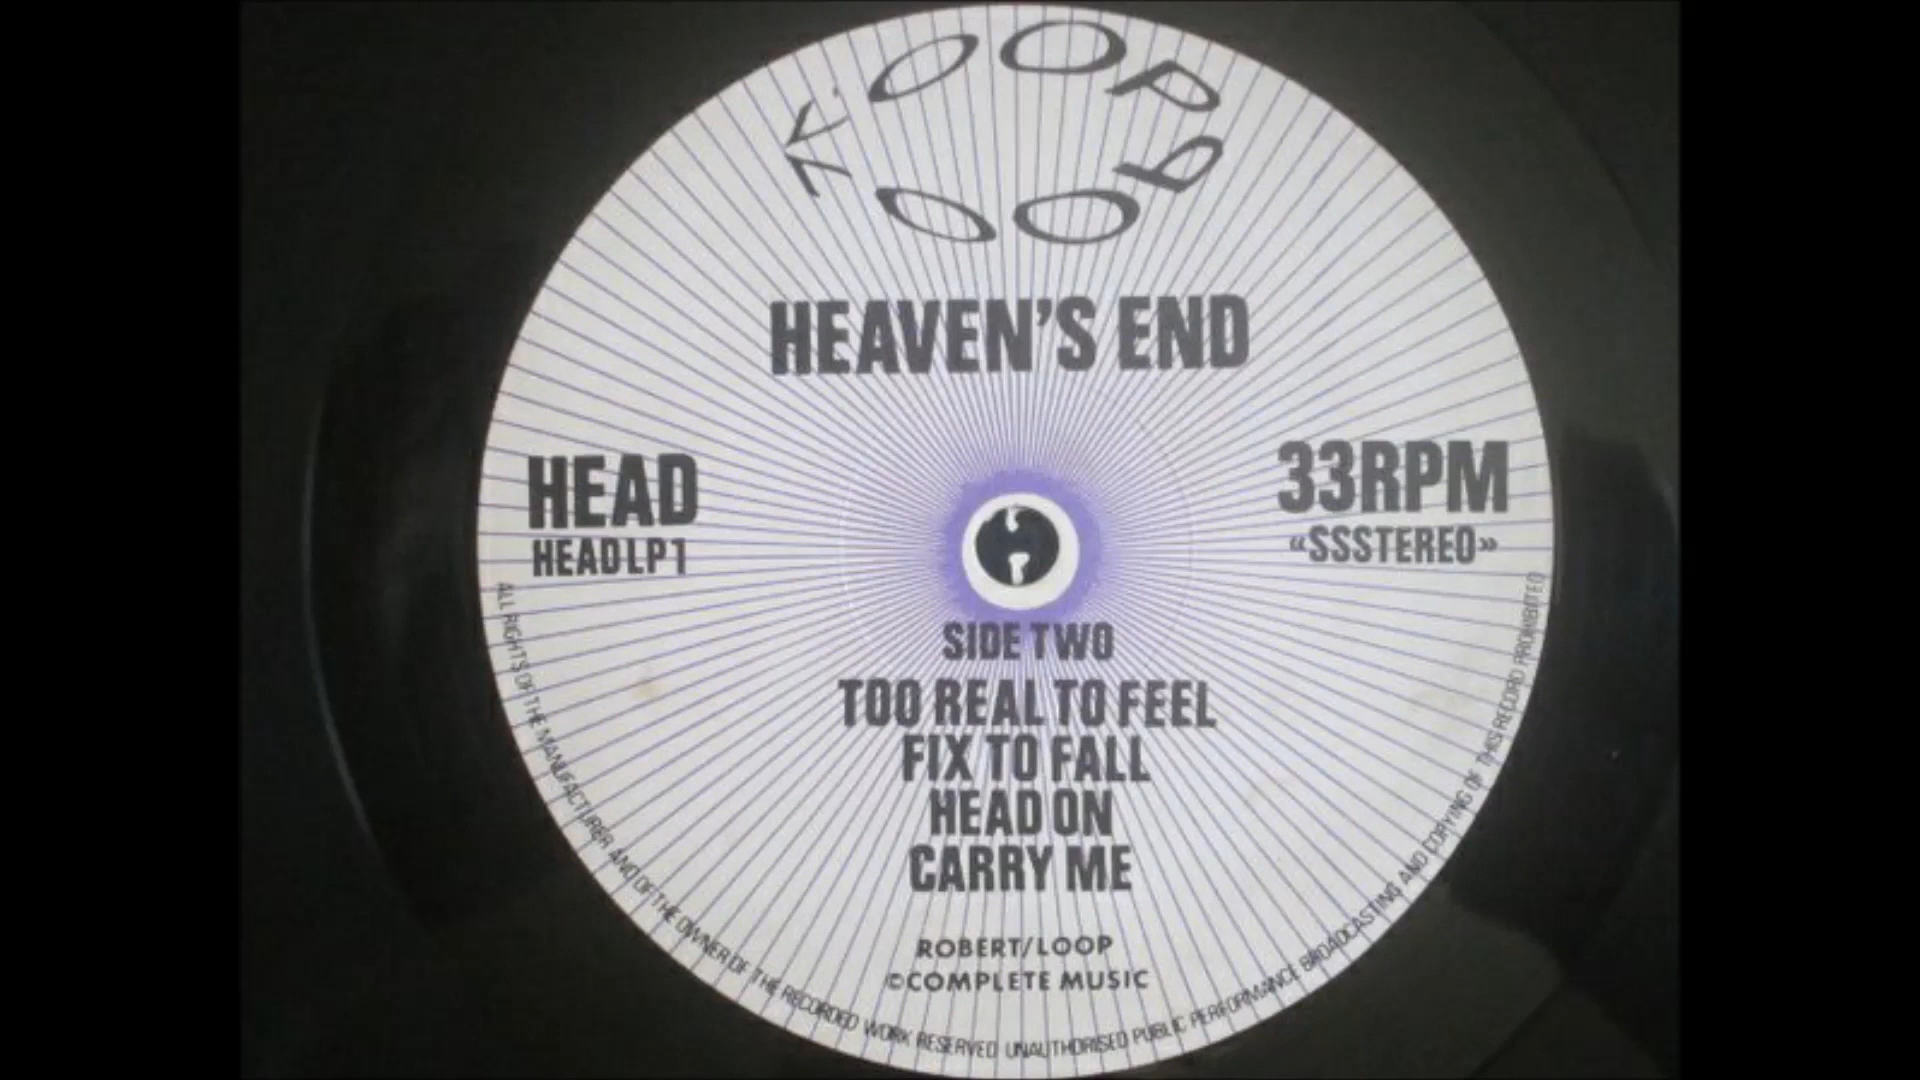 LOOP
LOOP
HEAVEN'S END
HEAD
HEADLP1
33RPM
«SSSTEREO»
SIDE TWO
TOO REAL TO FEEL
FIX TO FALL
HEAD ON
CARRY ME
ROBERT/LOOP
©COMPLETE MUSIC
ALL RIGHTS OF THE MANUFACTURER AND OF THE OWNER OF THE RECORDED WORK RESERVED UNAUTHORISED PUBLIC PERFORMANCE BROADCASTING AND COPYING OF THIS RECORD PROHIBITED